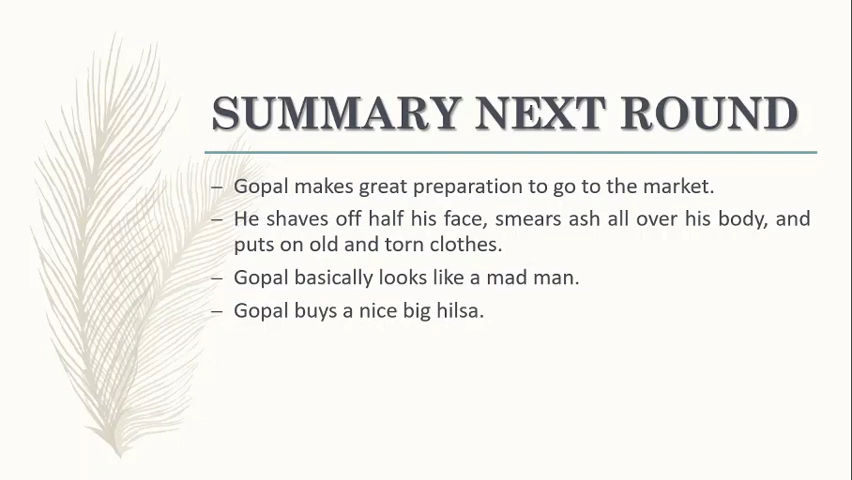 SUMMARY NEXT ROUND
– Gopal makes great preparation to go to the market.
– He shaves off half his face, smears ash all over his body, and
puts on old and torn clothes.
– Gopal basically looks like a mad man.
– Gopal buys a nice big hilsa.